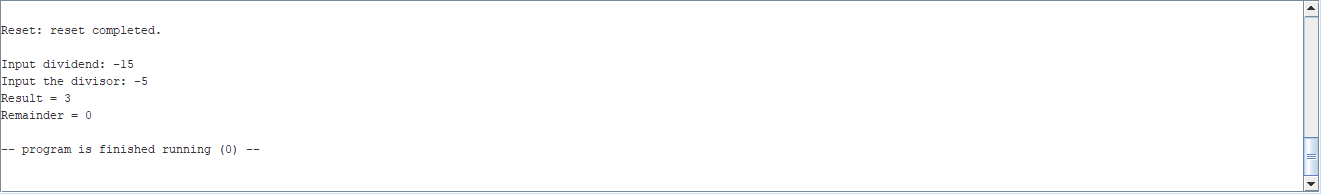 Reset: reset completed.
Input dividend: -15
Input the divisor: -5
Result = 3
Remainder = 0
-- program is finished running (0) --